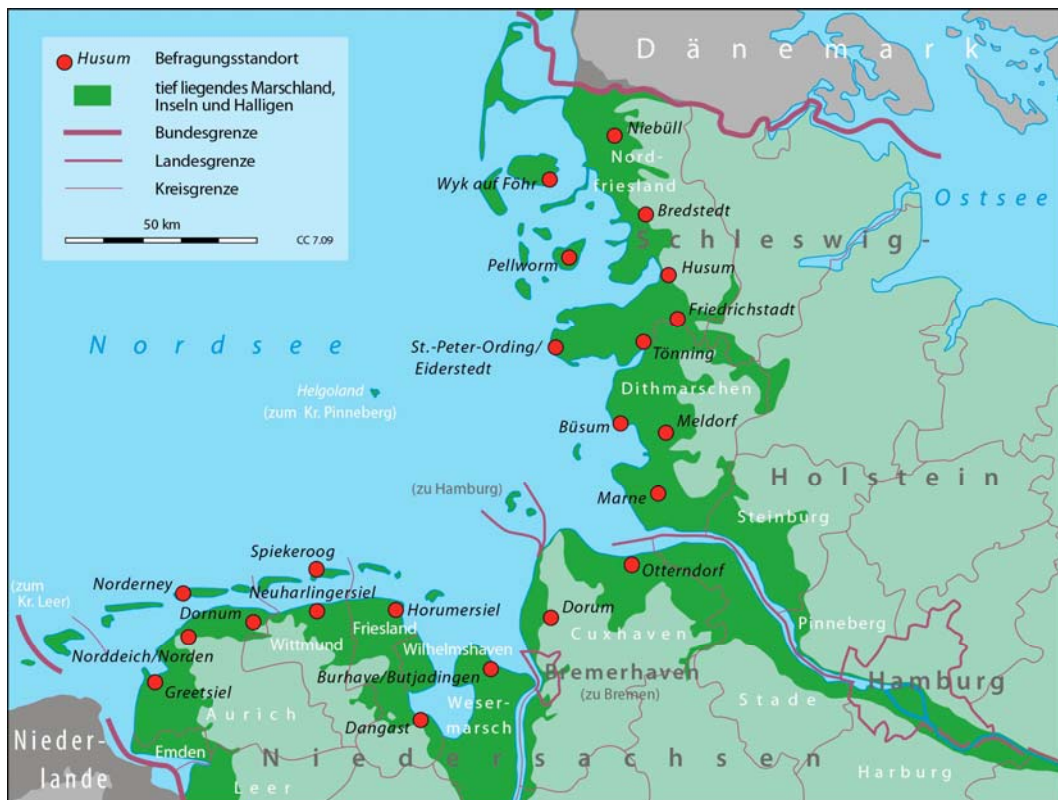 Husum Befragungsstandort
tief liegendes Marschland,
Inseln und Halligen
Bundesgrenze
Landesgrenze
Kreisgrenze
50 km
CC 7.09
Dänemark
Niebüll
Nord-
friesland
Wyk auf Föhr
Bredstedt
Ostsee
Schleswig-
Pellworm
Husum
Friedrichstadt
Nordsee
St.-Peter-Ording/
Eiderstedt
Tönning
Helgoland
(zum Kr. Pinneberg)
Dithmarschen
Büsum
Meldorf
Holstein
(zu Hamburg)
Marne
Steinburg
Spiekeroog
Otterndorf
(zum
Kr. Leer)
Norderney
Neuharlingersiel
Dornum
Horumersiel
Dorum
Friesland
Wittmund
Cuxhaven
Pinneberg
Norddeich/Norden
Wilhelmshaven
Burhave/Butjadingen
Bremerhaven
(zu Bremen)
Hamburg
Greetsiel
Stade
Aurich
Weser-
marsch
Dangast
Nieder-
lande
Emden
Niedersachsen
Leer
Harburg